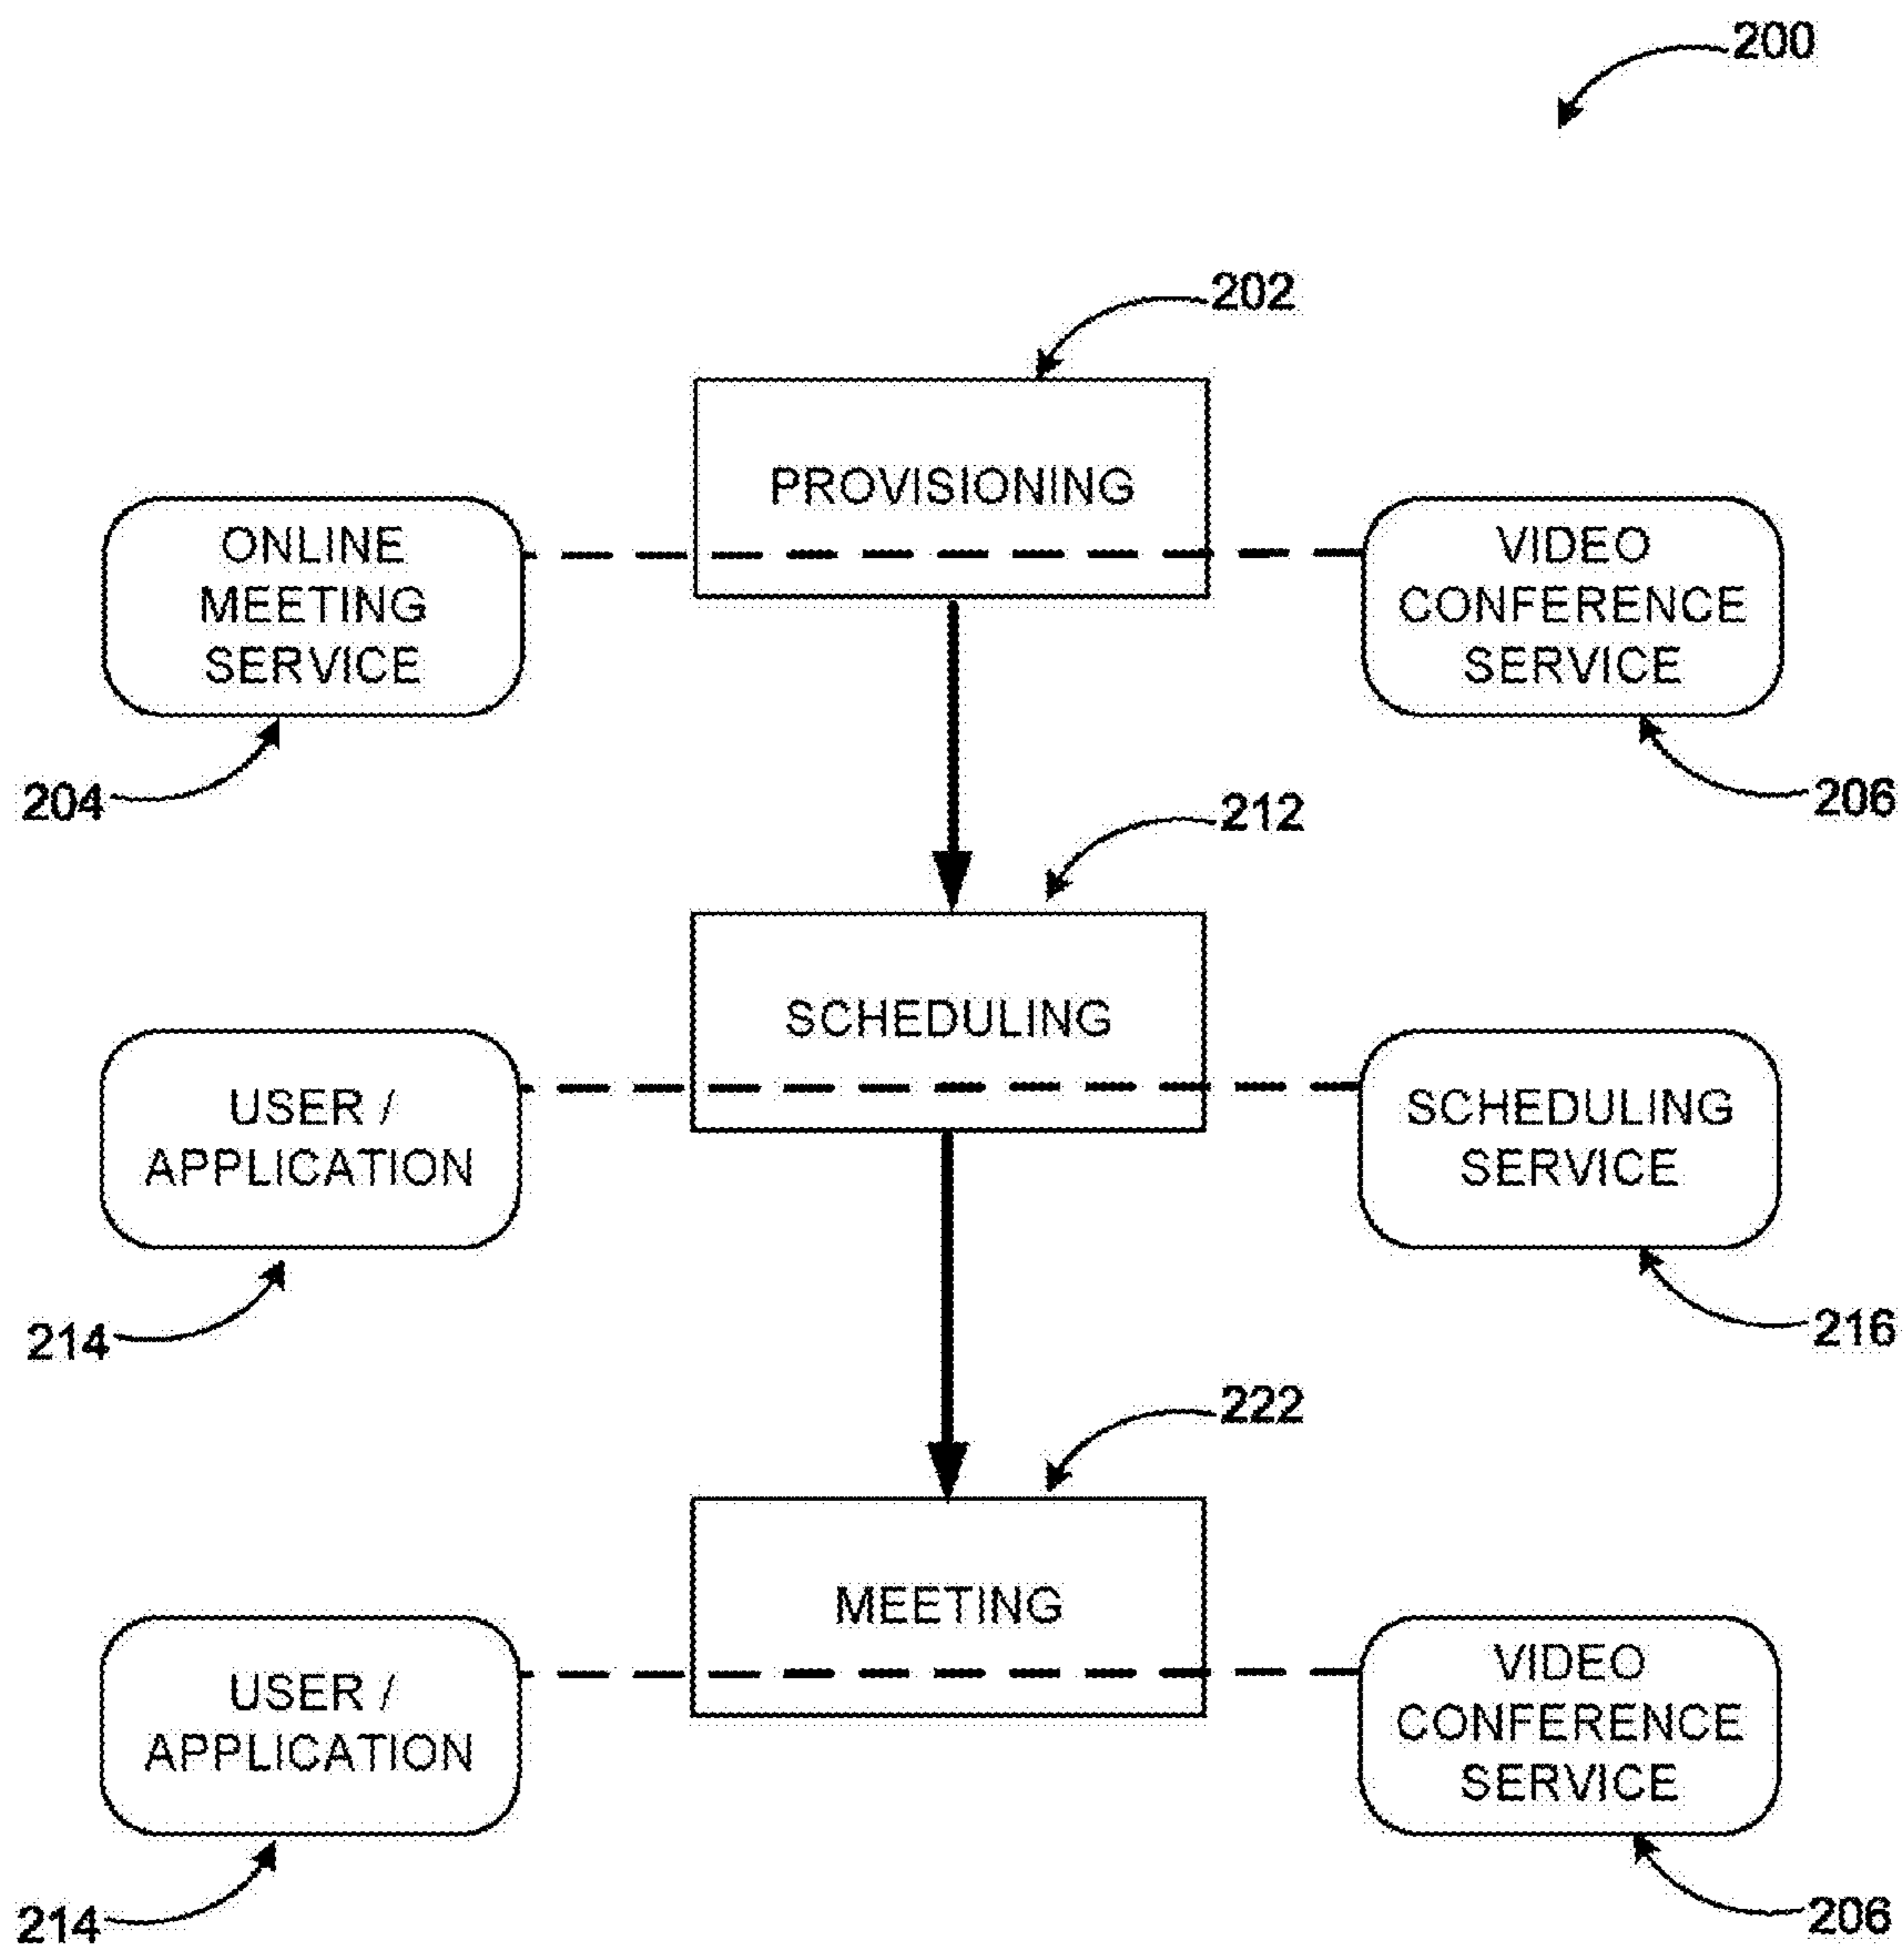 200
202
PROVISIONING
ONLINE
MEETING
SERVICE
VIDEO
CONFERENCE
SERVICE
204
206
212
SCHEDULING
USER /
APPLICATION
SCHEDULING
SERVICE
214
216
222
MEETING
USER /
APPLICATION
VIDEO
CONFERENCE
SERVICE
214
206